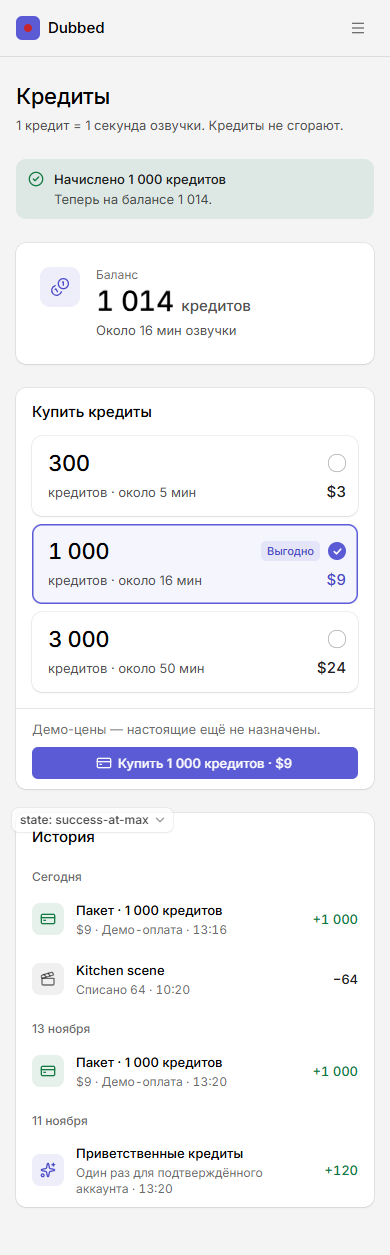 Dubbed
Кредиты
1 кредит = 1 секунда озвучки. Кредиты не сгорают.
Начислено 1 000 кредитов
Теперь на балансе 1 014.
Баланс
1 014 кредитов
Около 16 мин озвучки
Купить кредиты
300
кредитов · около 5 мин
$3
1 000
Выгодно
кредитов · около 16 мин
$9
3 000
кредитов · около 50 мин
$24
Демо-цены — настоящие ещё не назначены.
Купить 1 000 кредитов · $9
state: success-at-max
История
Сегодня
Пакет · 1 000 кредитов
$9 · Демо-оплата · 13:16
+1 000
Kitchen scene
Списано 64 · 10:20
−64
13 ноября
Пакет · 1 000 кредитов
$9 · Демо-оплата · 13:20
+1 000
11 ноября
Приветственные кредиты
Один раз для подтверждённого
аккаунта · 13:20
+120